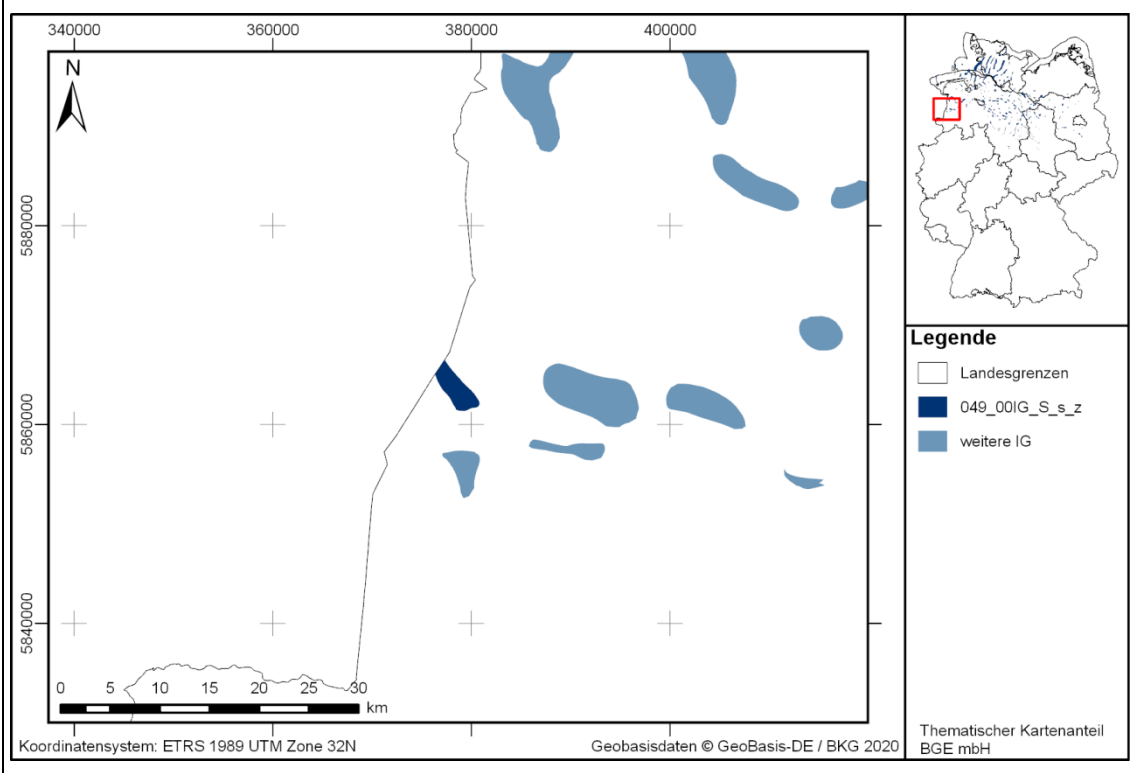 340000 360000 380000 400000
N
5880000
5860000
5840000
0 5 10 15 20 25 30
km
Koordinatensystem: ETRS 1989 UTM Zone 32N
Geobasisdaten © GeoBasis-DE / BKG 2020
Legende
Landesgrenzen
049_00IG_S_s_z
weitere IG
Thematischer Kartenanteil
BGE mbH